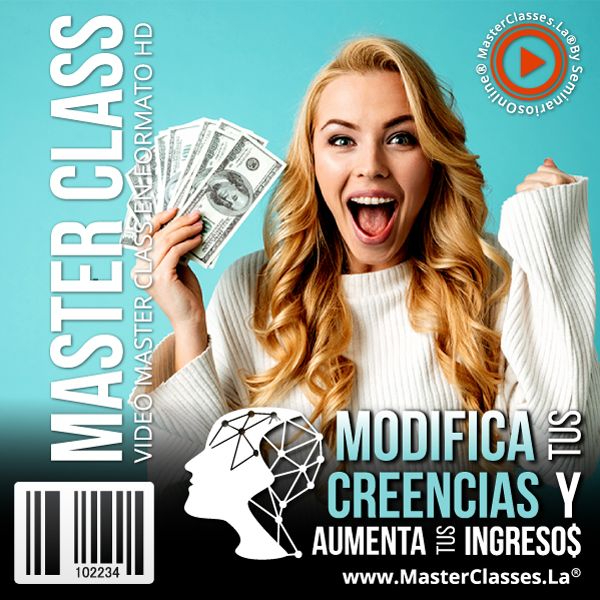 MasterClasses.La® By SeminariosOnline®
MASTER CLASS
VIDEO MASTER CLASS EN FORMATO HD
MODIFICA TUS
CREENCIAS Y
AUMENTA TUS INGRESO$
102234
www.MasterClasses.La®